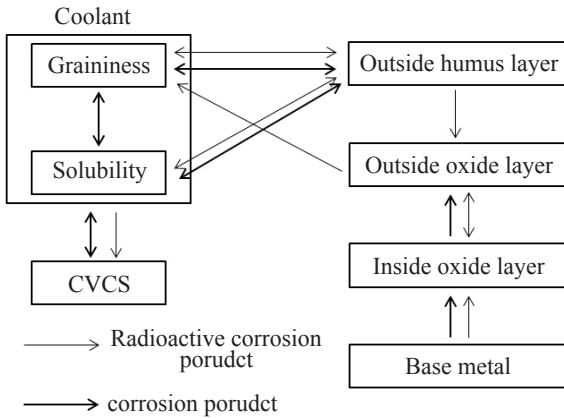 Coolant
Graininess
Outside humus layer
Solubility
Outside oxide layer
CVCS
Inside oxide layer
Radioactive corrosion
porudct
Base metal
corrosion porudct